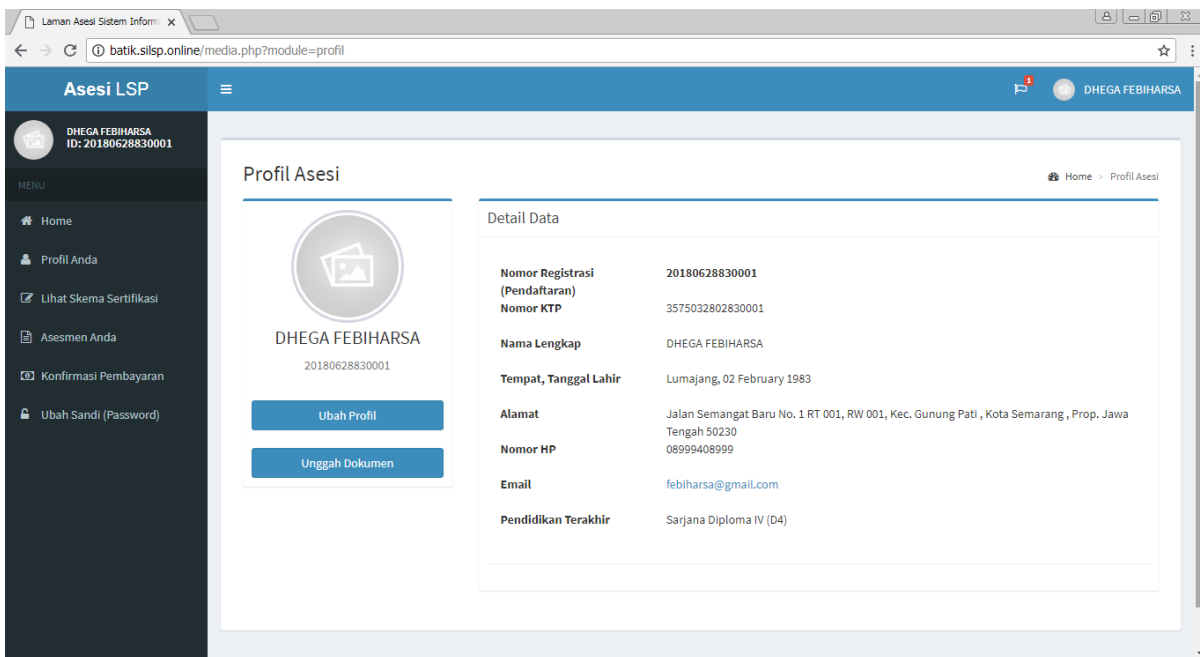 Laman Asesi Sistem Inform
batik.silsp.online/media.php?module=profil
Asesi LSP
1
DHEGA FEBIHARSA
DHEGA FEBIHARSA
ID: 20180628830001
MENU
Home
Profil Anda
Lihat Skema Sertifikasi
Asesmen Anda
Konfirmasi Pembayaran
Ubah Sandi (Password)
Profil Asesi
Home > Profil Asesi
DHEGA FEBIHARSA
20180628830001
Ubah Profil
Unggah Dokumen
Detail Data
Nomor Registrasi 20180628830001
(Pendaftaran)
Nomor KTP 3575032802830001
Nama Lengkap DHEGA FEBIHARSA
Tempat, Tanggal Lahir Lumajang, 02 February 1983
Alamat Jalan Semangat Baru No. 1 RT 001, RW 001, Kec. Gunung Pati , Kota Semarang , Prop. Jawa
Tengah 50230
Nomor HP 08999408999
Email febiharsa@gmail.com
Pendidikan Terakhir Sarjana Diploma IV (D4)